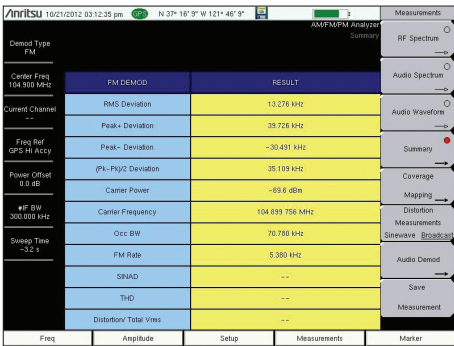 Anritsu 10/21/2012 03:12:35 pm GPS N 37° 16' 9" W 121° 46' 9"
AM/FM/PM Analyzer
Summary
Demod Type
FM
Center Freq
104.900 MHz
Current Channel
--
Freq Ref
GPS Hi Accy
Power Offset
0.0 dB
#IF BW
300.000 kHz
Sweep Time
~3.2 s
FM DEMOD RESULT
RMS Deviation 13.276 kHz
Peak+ Deviation 39.726 kHz
Peak- Deviation -30.491 kHz
(Pk-Pk)/2 Deviation 35.109 kHz
Carrier Power -69.6 dBm
Carrier Frequency 104.899 756 MHz
Occ BW 70.780 kHz
FM Rate 5.380 kHz
SINAD --
THD --
Distortion/ Total Vrms --
Measurements
RF Spectrum
Audio Spectrum
Audio Waveform
Summary
Coverage
Mapping
Distortion
Measurements
Sinewave Broadcast
Audio Demod
Save
Measurement
Freq Amplitude Setup Measurements Marker